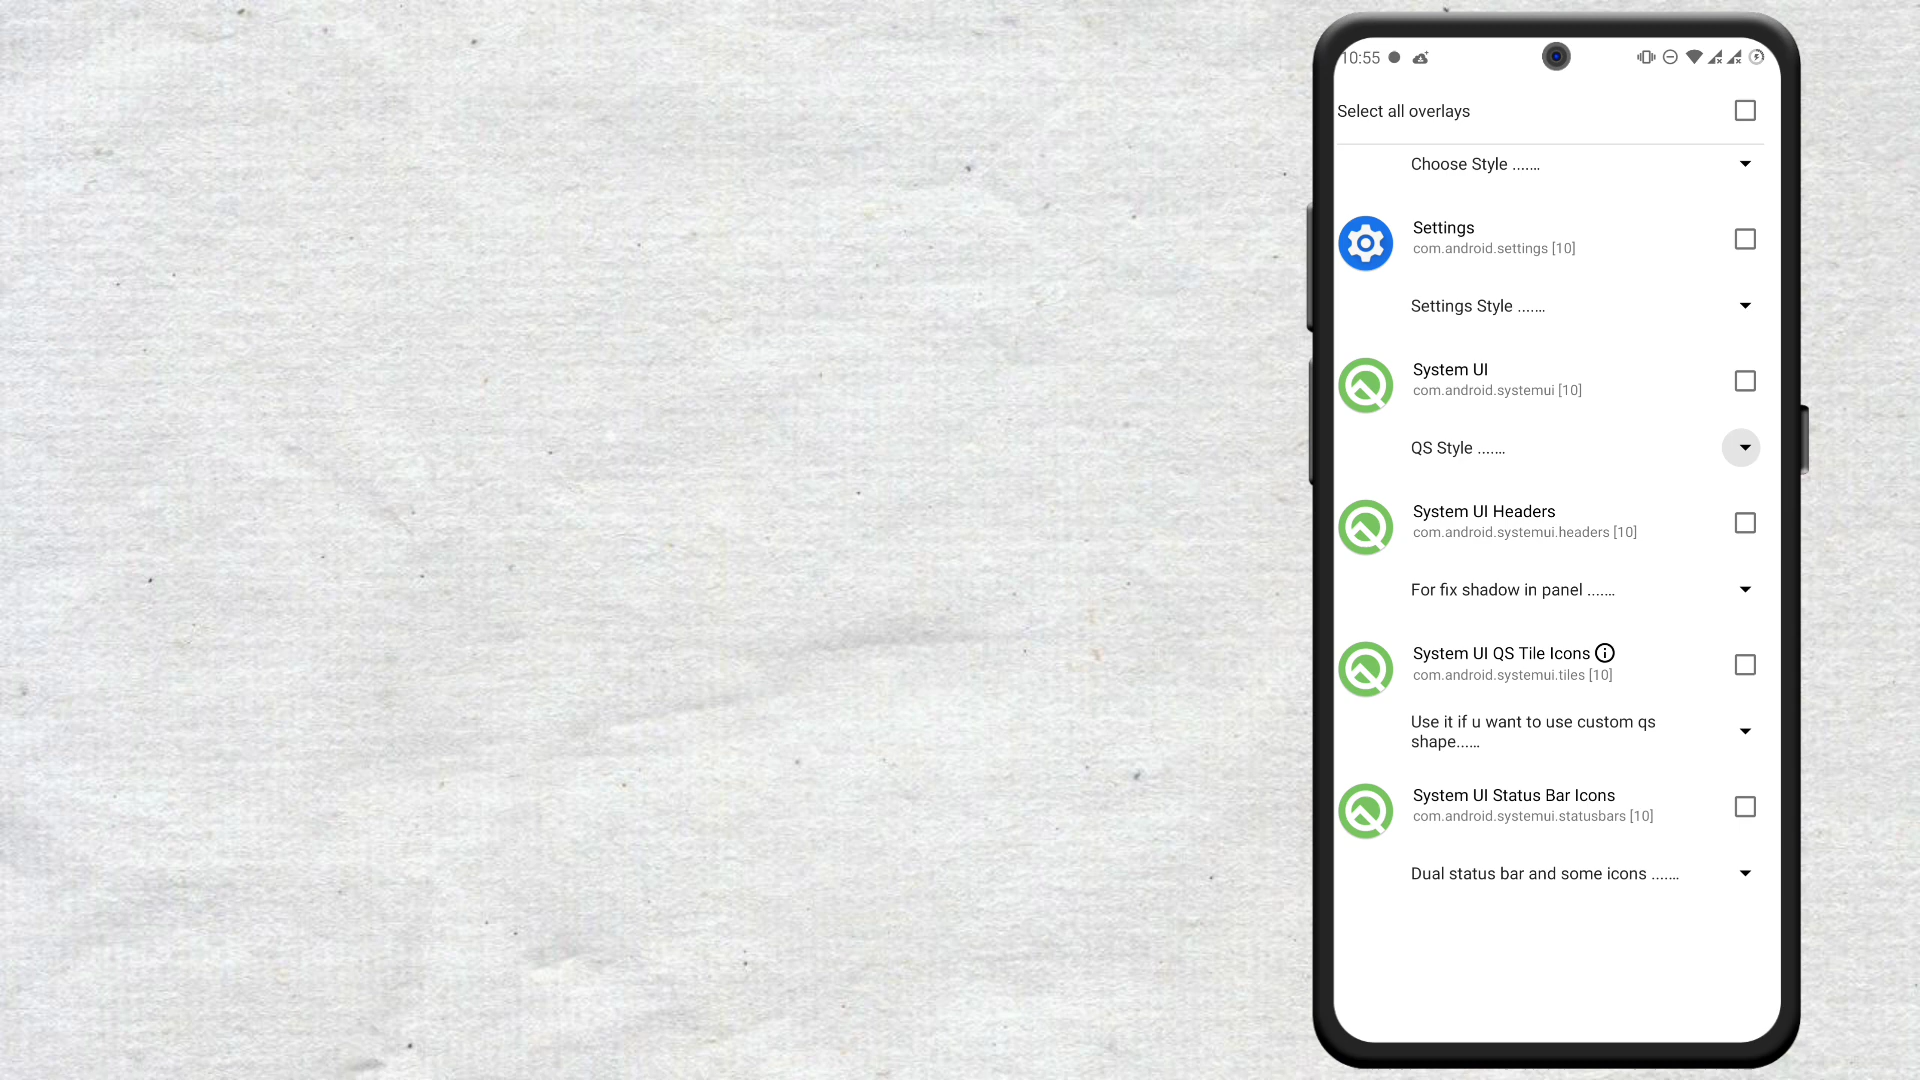 10:55
Select all overlays
Choose Style .......
Settings
com.android.settings [10]
Settings Style .......
System UI
com.android.systemui [10]
QS Style .......
System UI Headers
com.android.systemui.headers [10]
For fix shadow in panel .......
System UI QS Tile Icons
com.android.systemui.tiles [10]
Use it if u want to use custom qs
shape......
System UI Status Bar Icons
com.android.systemui.statusbars [10]
Dual status bar and some icons .......